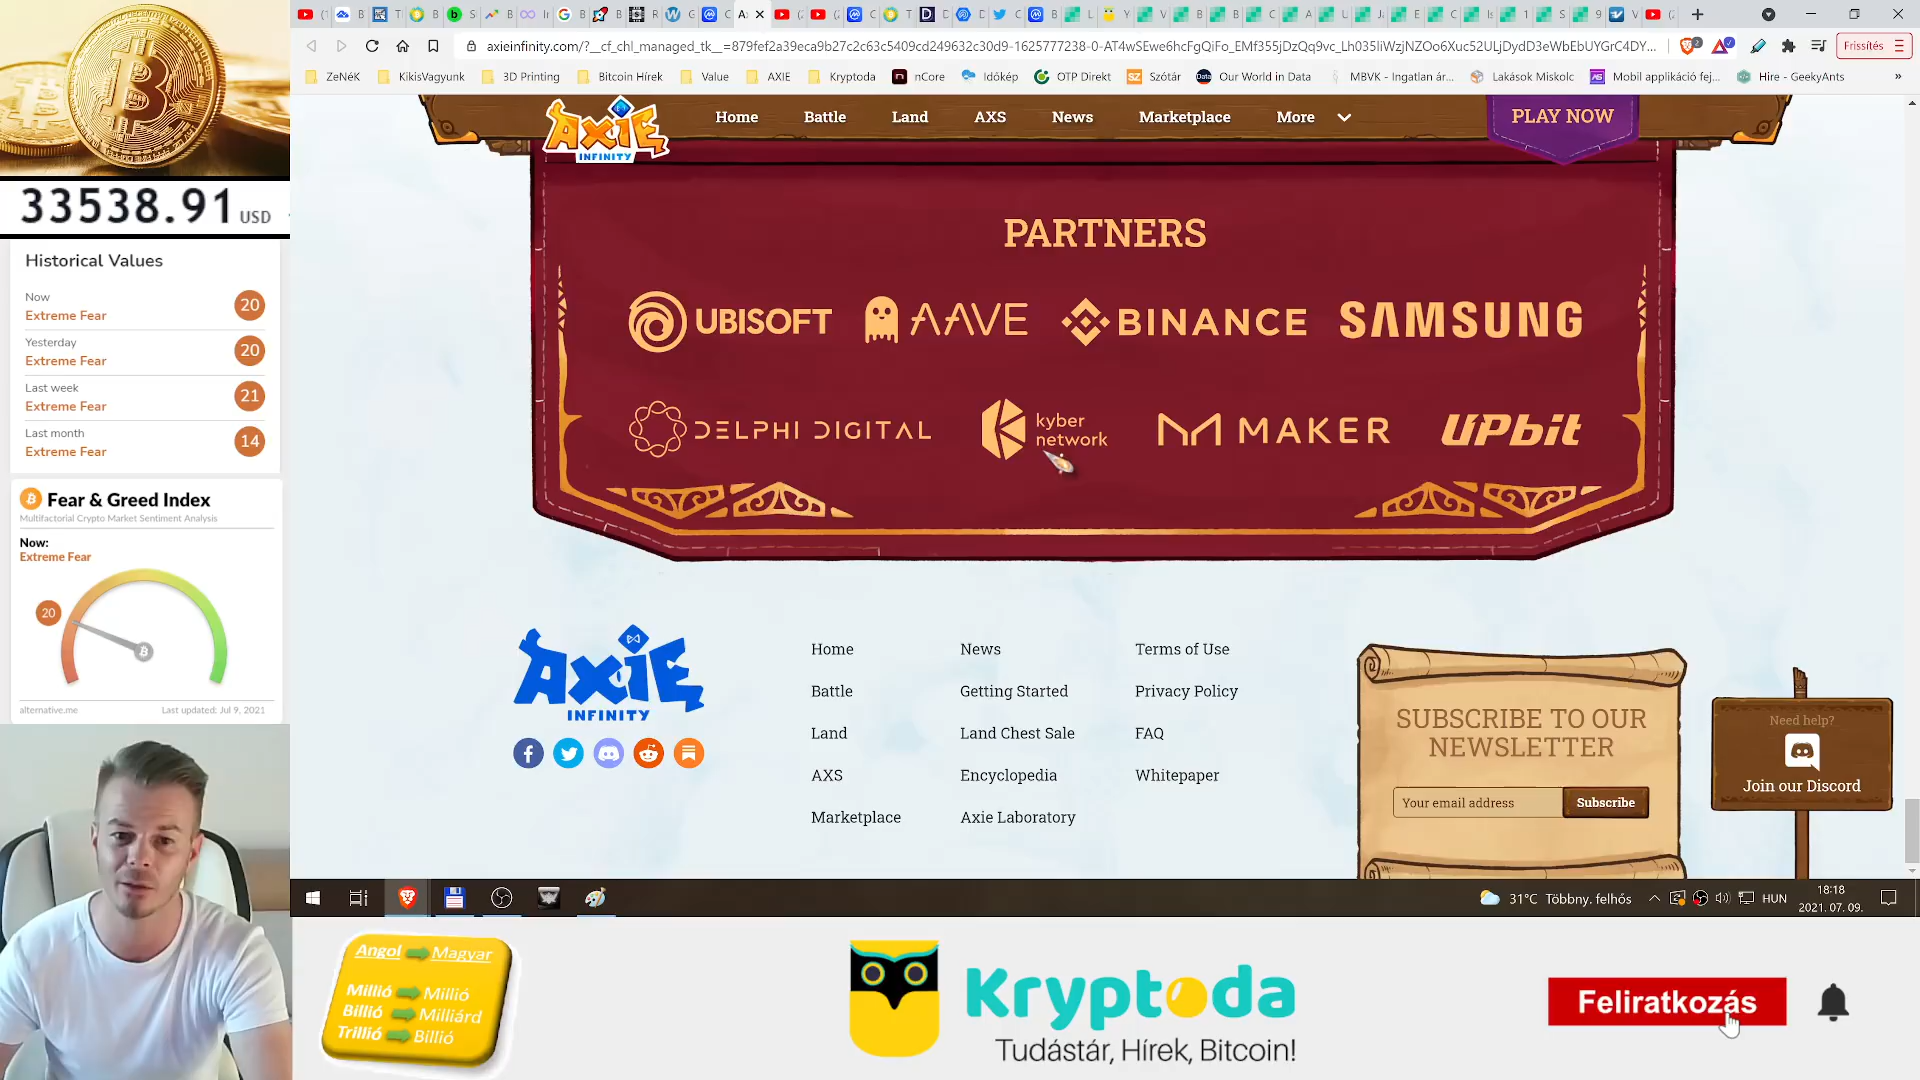 axieinfinity.com/?__cf_chl_managed_tk__=879fef2a39eca9b27c2c63c5409cd249632c30d9-1625777238-0-AT4wSEwe6hcFgQiFo_EMf355jDzQq9vc_Lh035IiWzjNZOo6Xuc52ULjDydD3eWbEbUYGrC4DY...
Frissítés
ZeNéK KikisVagyunk 3D Printing Bitcoin Hírek Value AXIE Kryptoda nCore Időkép OTP Direkt Szótár Our World in Data MBVK - Ingatlan ár... Lakások Miskolc Mobil applikáció fej... Hire - GeekyAnts »
AXIE
INFINITY
Home Battle Land AXS News Marketplace More
PLAY NOW
33538.91 USD
PARTNERS
UBISOFT AAVE BINANCE SAMSUNG
DELPHI DIGITAL kyber network MAKER UPbit
Historical Values
Now
Extreme Fear
20
Yesterday
Extreme Fear
20
Last week
Extreme Fear
21
Last month
Extreme Fear
14
Fear & Greed Index
Multifactorial Crypto Market Sentiment Analysis
Now:
Extreme Fear
20
alternative.me Last updated: Jul 9, 2021
AXIE
INFINITY
Home
Battle
Land
AXS
Marketplace
News
Getting Started
Land Chest Sale
Encyclopedia
Axie Laboratory
Terms of Use
Privacy Policy
FAQ
Whitepaper
SUBSCRIBE TO OUR
NEWSLETTER
Your email address
Subscribe
Need help?
Join our Discord
31°C Többny. felhős
HUN
18:18
2021. 07. 09.
Angol Magyar
Millió Millió
Billió Milliárd
Trillió Billió
Kryptoda
Tudástár, Hírek, Bitcoin!
Feliratkozás